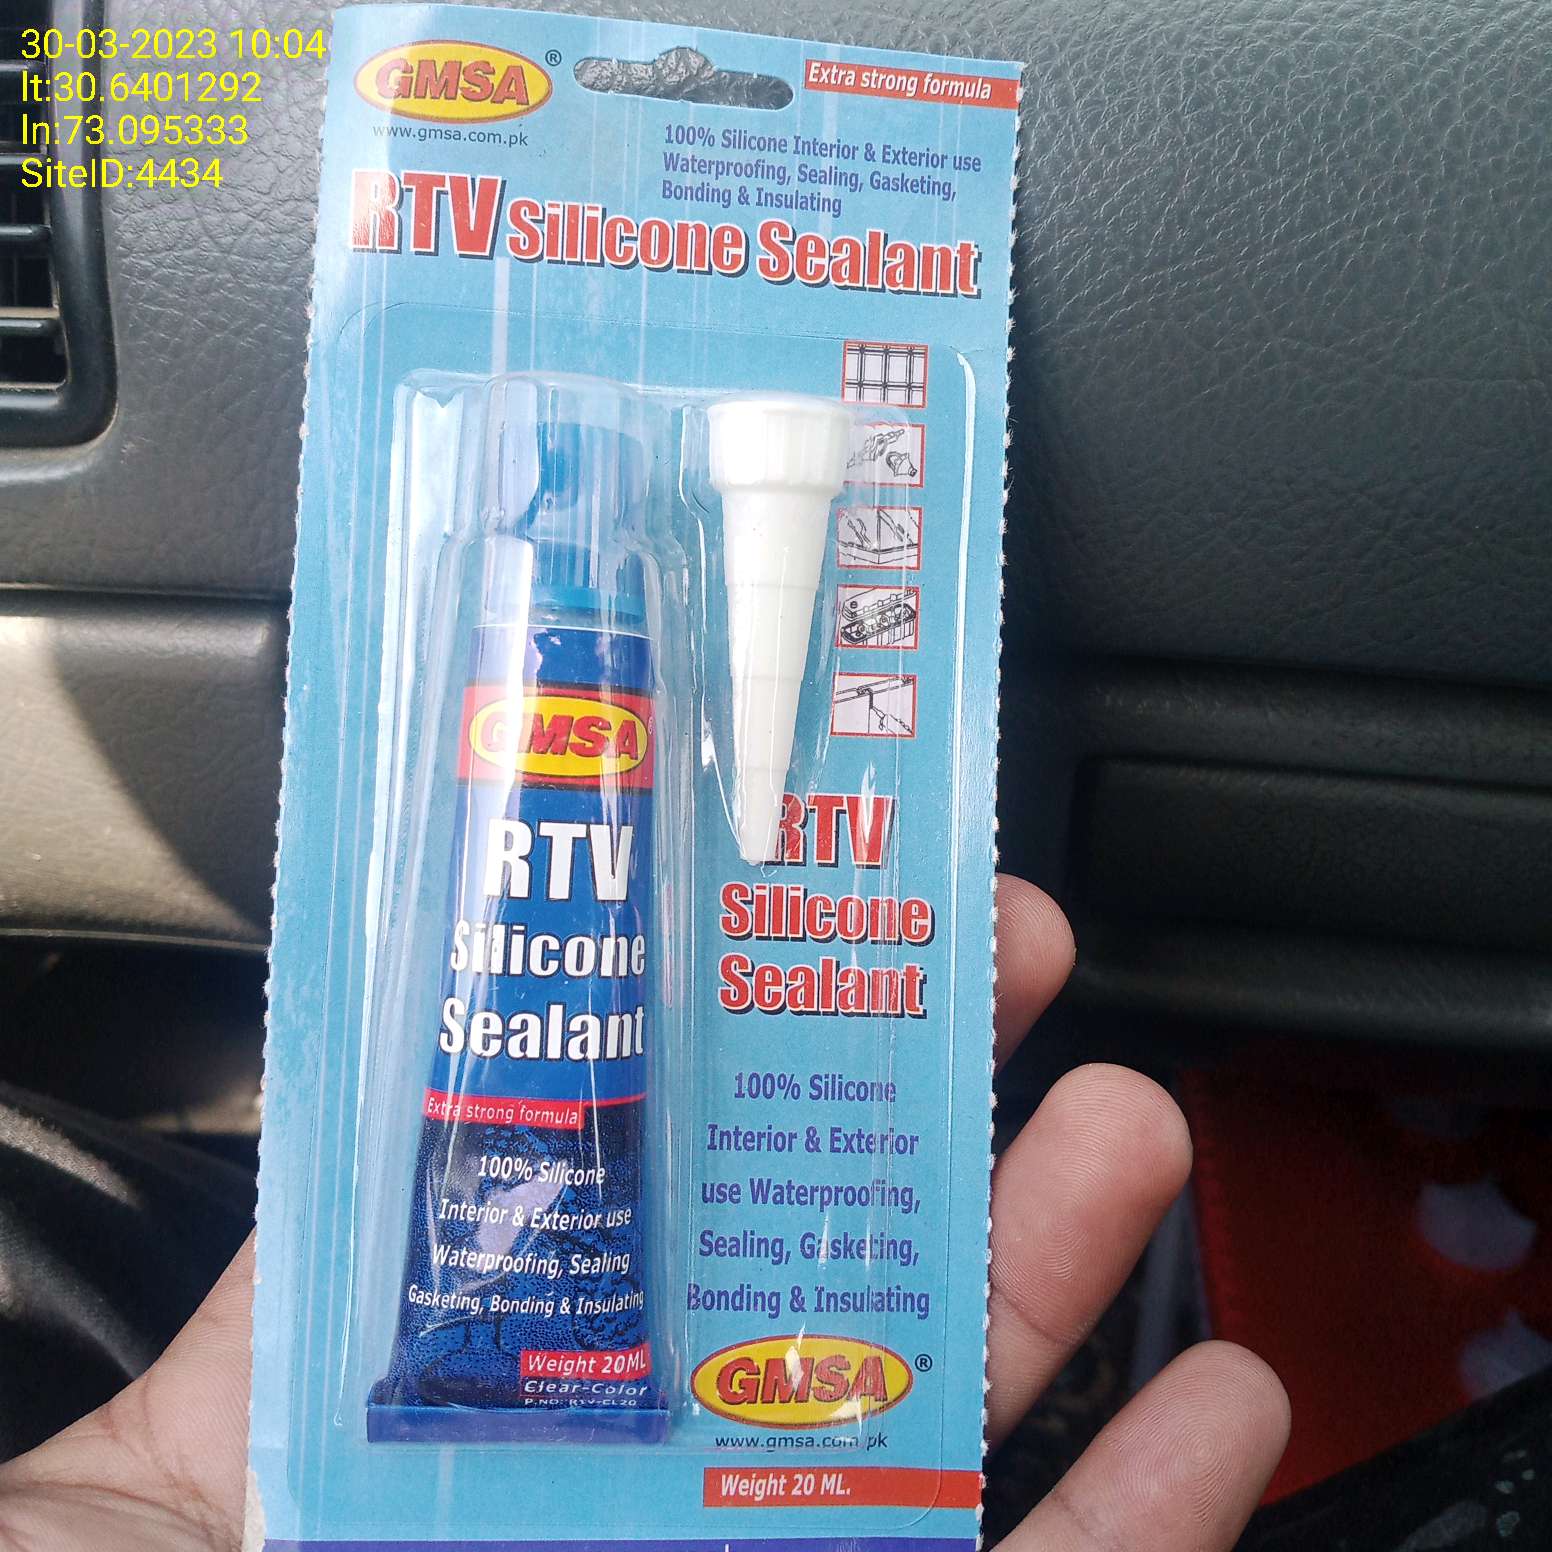 30-03-2023 10:04
lt:30.6401292
ln:73.095333
SiteID:4434
GMSA®
www.gmsa.com.pk
Extra strong formula
100% Silicone Interior & Exterior use
Waterproofing, Sealing, Gasketing,
Bonding & Insulating
RTV Silicone Sealant
GMSA®
RTV
Silicone
Sealant
Extra strong formula
100% Silicone
Interior & Exterior use
Waterproofing, Sealing
Gasketing, Bonding & Insulating
Weight 20ML
Clear-Color
P.NO: RTV-CL20
RTV
Silicone
Sealant
100% Silicone
Interior & Exterior
use Waterproofing,
Sealing, Gasketing,
Bonding & Insulating
GMSA®
www.gmsa.com.pk
Weight 20 ML.